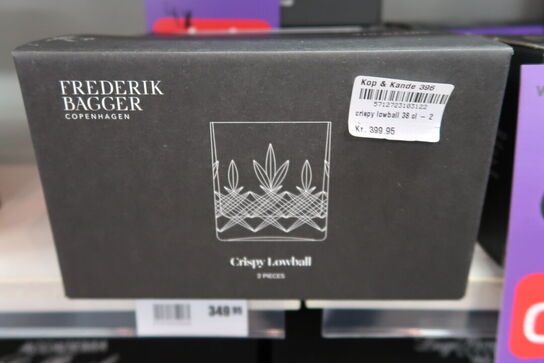 FREDERIK
BAGGER
COPENHAGEN
Kop & Kande 398
5712723103122
crispy lowball 38 cl - 2
Kr. 399.95
Crispy Lowball
2 PIECES
349 95